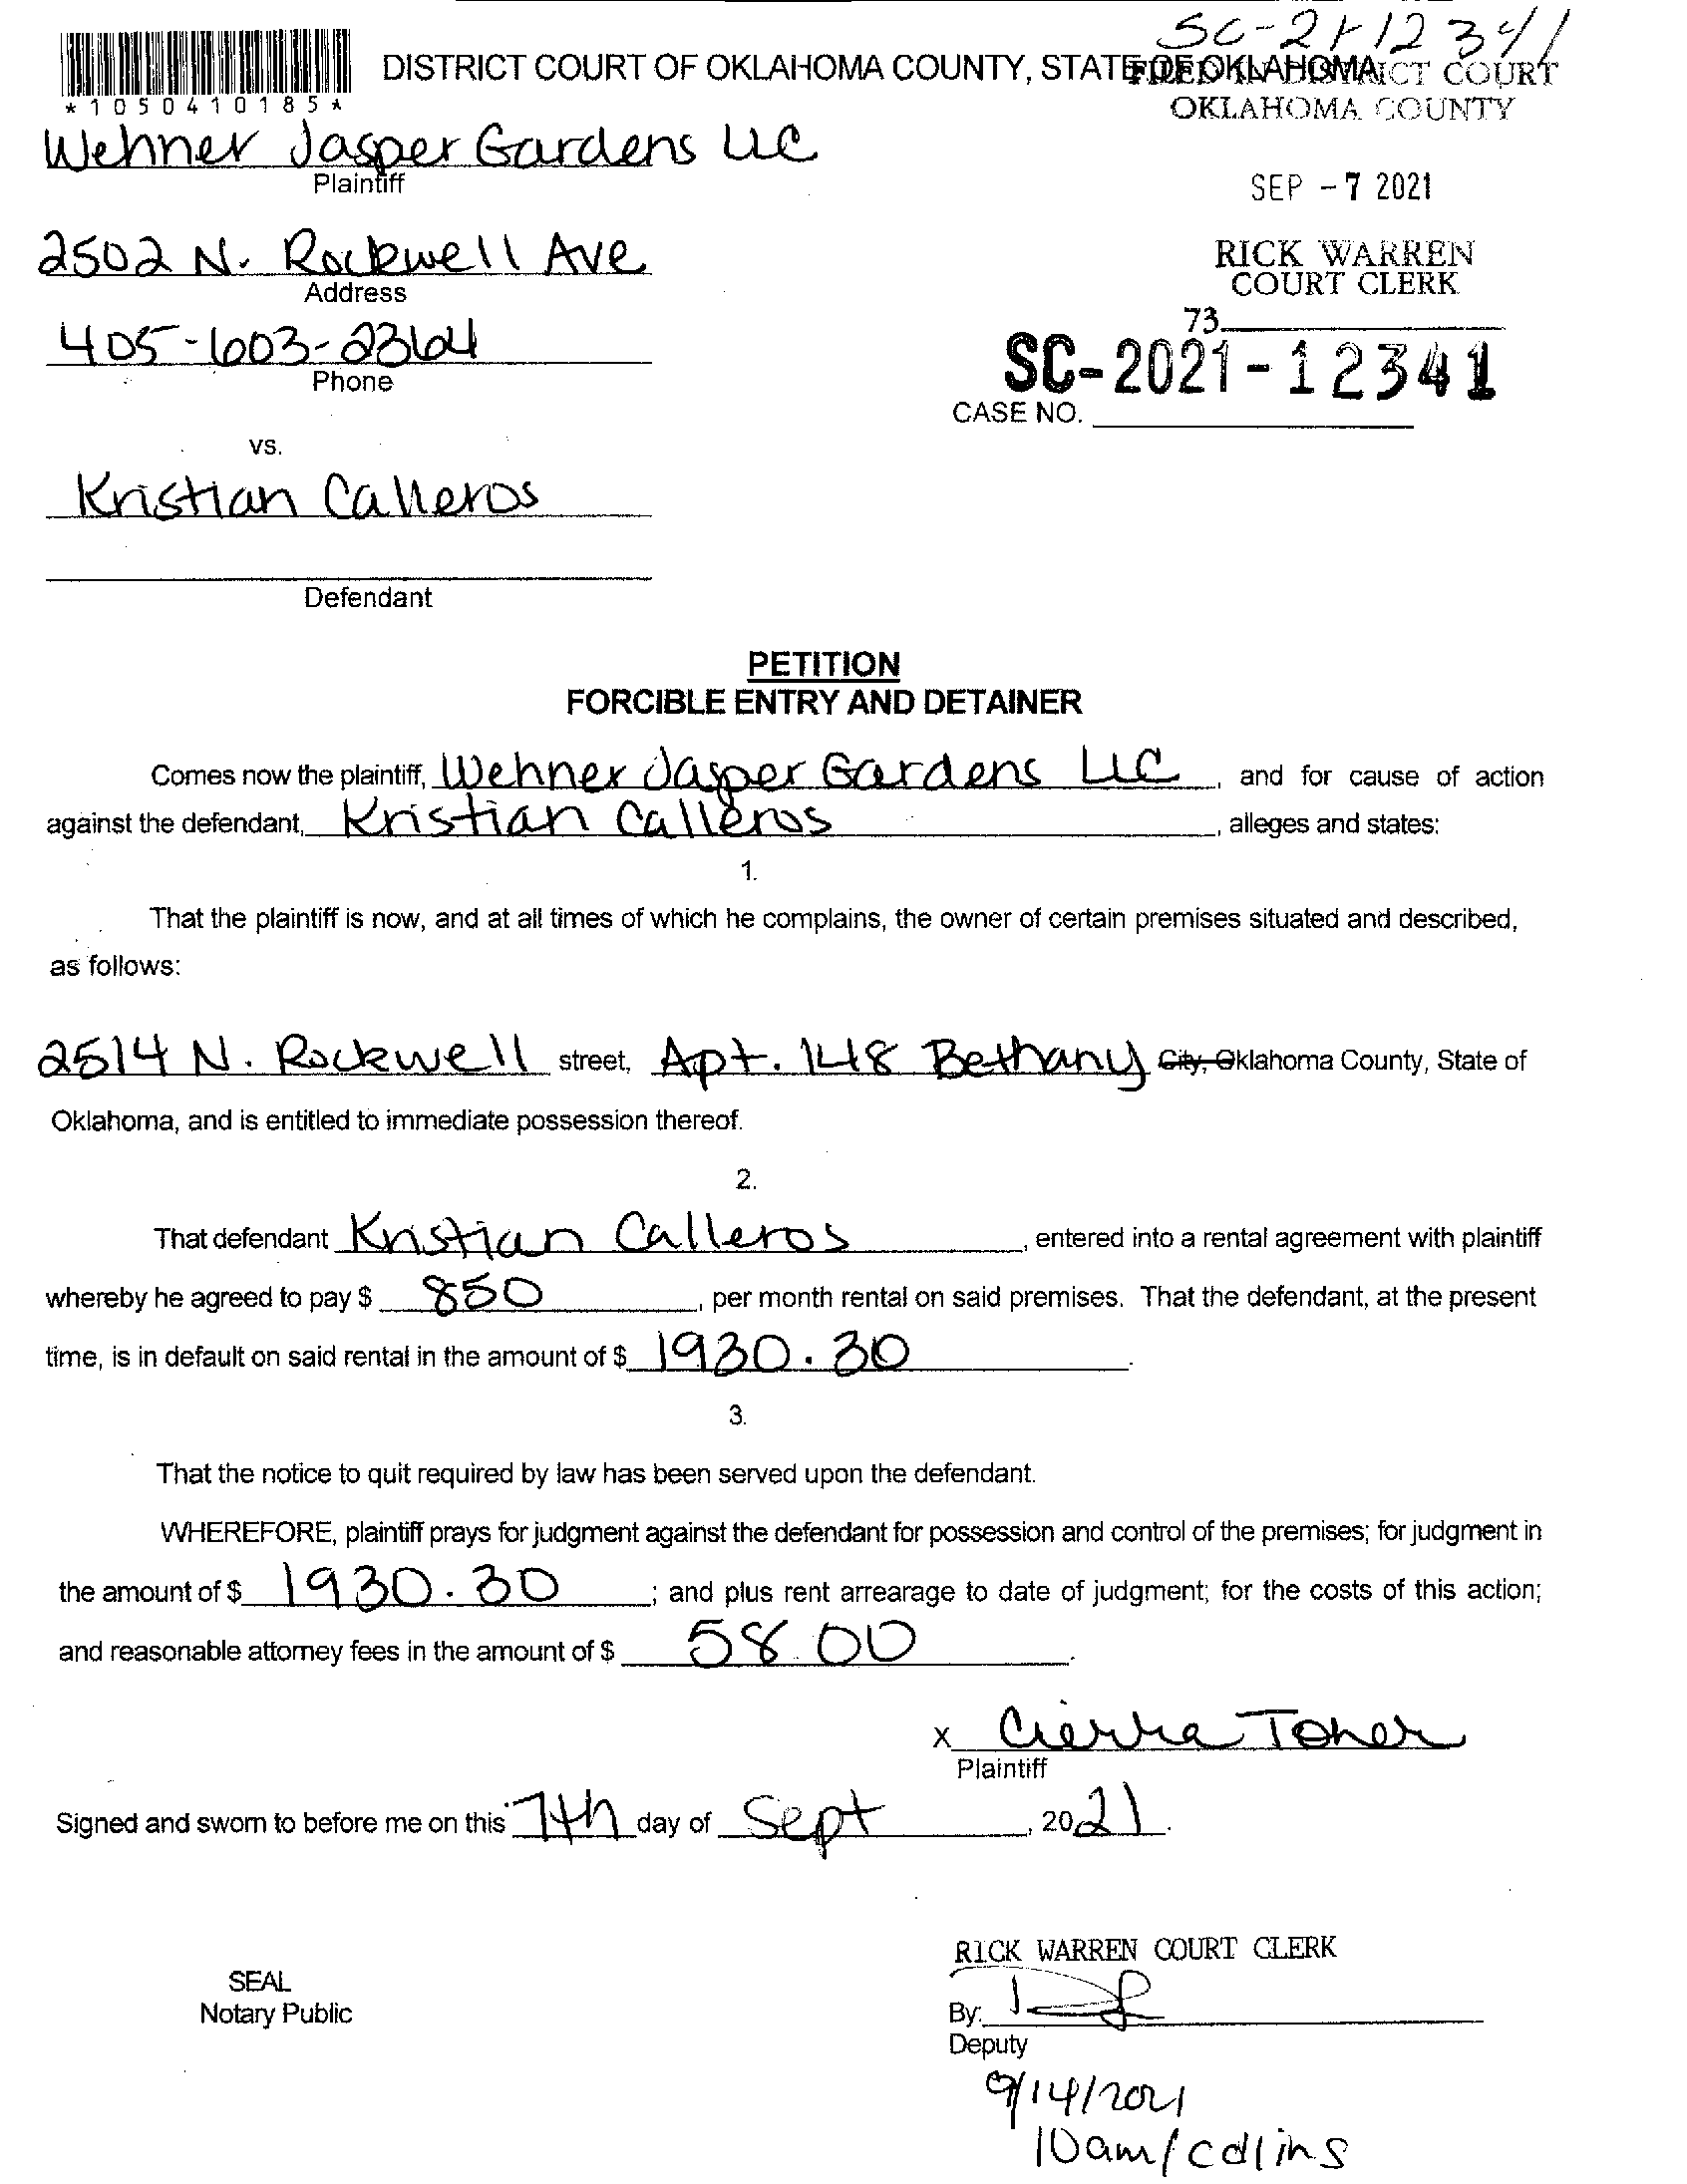 SC-21-12341
DISTRICT COURT OF OKLAHOMA COUNTY, STATE OF OKLAHOMA
FILED IN DISTRICT COURT
OKLAHOMA COUNTY
*1050410185*
Wehner Jasper Gardens LLC
Plaintiff
SEP -7 2021
2502 N. Rockwell Ave
Address
RICK WARREN
COURT CLERK
405-603-2364
Phone
73
SC-2021-12341
CASE NO.
vs.
Kristian Calleros
Defendant
PETITION
FORCIBLE ENTRY AND DETAINER
Comes now the plaintiff, Wehner Jasper Gardens LLC, and for cause of action
against the defendant, Kristian Calleros, alleges and states:
1.
That the plaintiff is now, and at all times of which he complains, the owner of certain premises situated and described,
as follows:
2514 N. Rockwell street, Apt. 148 Bethany City, Oklahoma County, State of
Oklahoma, and is entitled to immediate possession thereof.
2.
That defendant Kristian Calleros, entered into a rental agreement with plaintiff
whereby he agreed to pay $ 850, per month rental on said premises. That the defendant, at the present
time, is in default on said rental in the amount of $ 1930.30.
3.
That the notice to quit required by law has been served upon the defendant.
WHEREFORE, plaintiff prays for judgment against the defendant for possession and control of the premises; for judgment in
the amount of $ 1930.30; and plus rent arrearage to date of judgment; for the costs of this action;
and reasonable attorney fees in the amount of $ 58.00.
X Cierra Toner
Plaintiff
Signed and sworn to before me on this 7th day of Sept, 2021.
RICK WARREN COURT CLERK
SEAL
Notary Public
By:
Deputy
9/14/2021
10am/collins